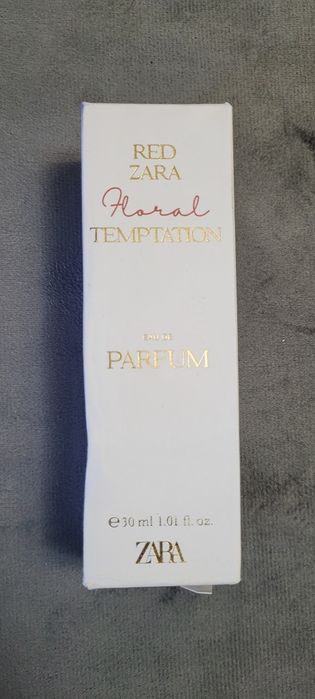 RED
ZARA
Floral
TEMPTATION
EAU DE
PARFUM
℮30 ml 1.01 fl. oz.
ZARA